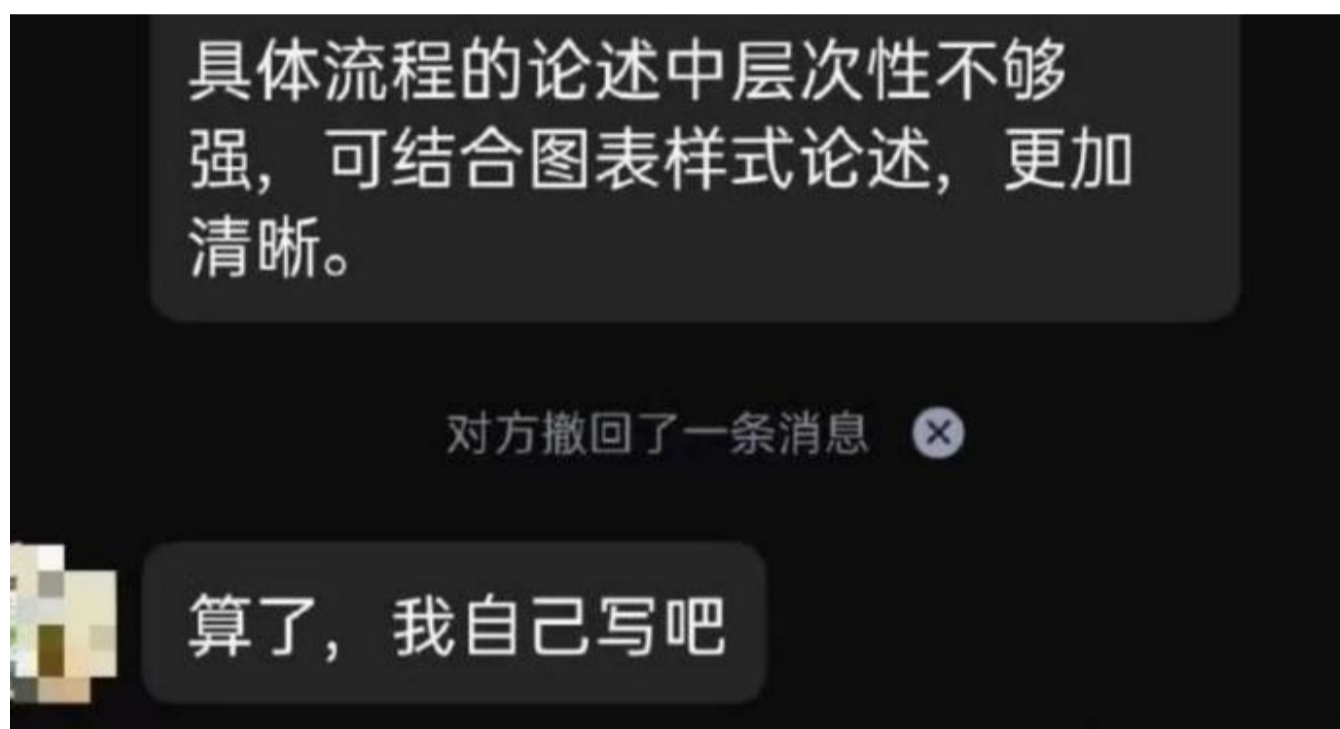 具体流程的论述中层次性不够
强，可结合图表样式论述，更加
清晰。
对方撤回了一条消息
算了，我自己写吧